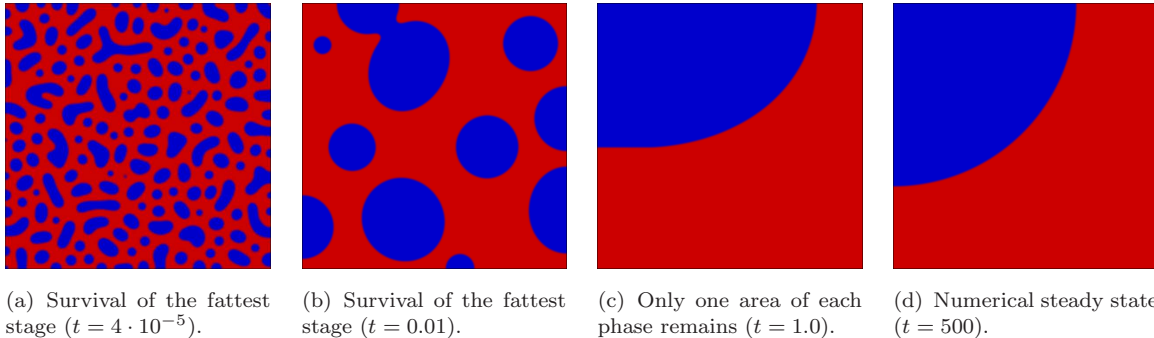 (a) Survival of the fattest
stage (t = 4 · 10⁻⁵).
(b) Survival of the fattest
stage (t = 0.01).
(c) Only one area of each
phase remains (t = 1.0).
(d) Numerical steady state
(t = 500).